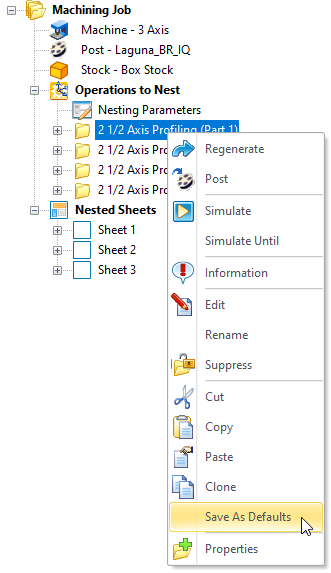 Machining Job
Machine - 3 Axis
Post - Laguna_BR_IQ
Stock - Box Stock
Operations to Nest
Nesting Parameters
2 1/2 Axis Profiling (Part 1)
2 1/2 Axis Pro
2 1/2 Axis Pro
2 1/2 Axis Pro
Nested Sheets
Sheet 1
Sheet 2
Sheet 3
Regenerate
Post
Simulate
Simulate Until
Information
Edit
Rename
Suppress
Cut
Copy
Paste
Clone
Save As Defaults
Properties